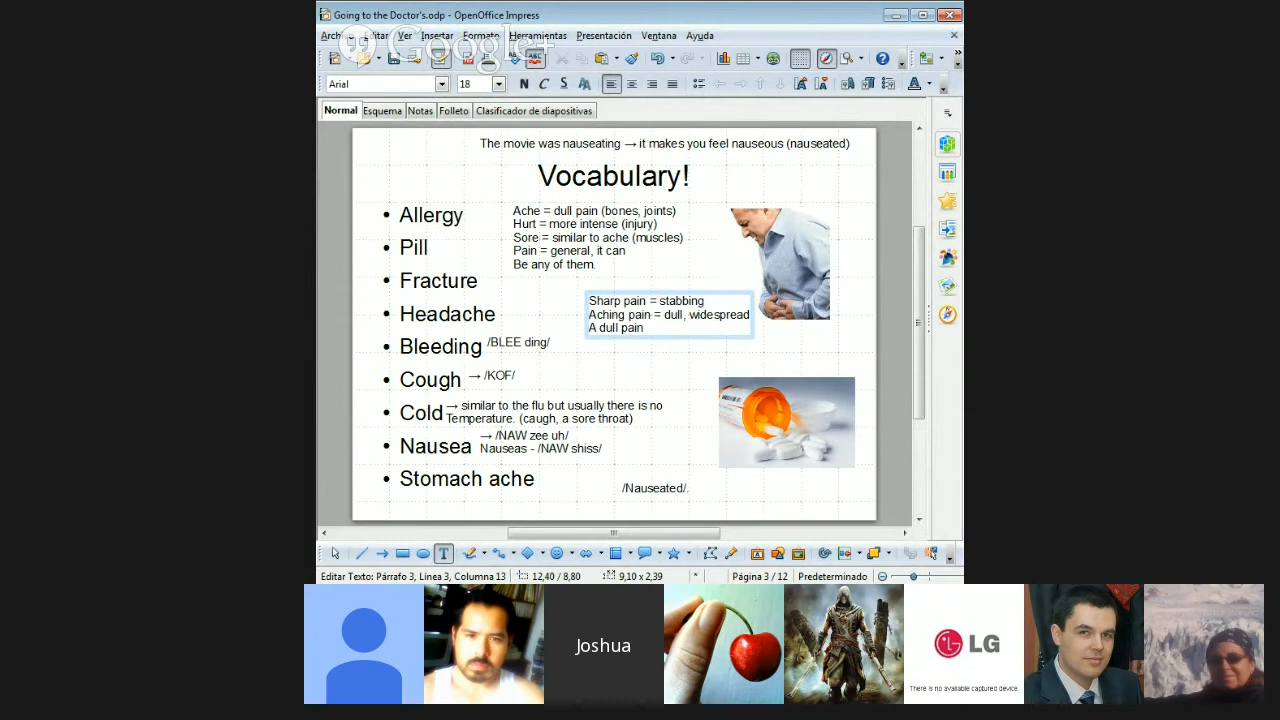 Going to the Doctor's.odp - OpenOffice Impress
Archivo Editar Ver Insertar Formato Herramientas Presentación Ventana Ayuda
Google+
Arial 18 N C S
Normal Esquema Notas Folleto Clasificador de diapositivas
The movie was nauseating → it makes you feel nauseous (nauseated)
Vocabulary!
• Allergy
Ache = dull pain (bones, joints)
Hurt = more intense (injury)
Sore = similar to ache (muscles)
Pain = general, it can
Be any of them.
• Pill
• Fracture
• Headache
Sharp pain = stabbing
Aching pain = dull, widespread
A dull pain
• Bleeding /BLEE ding/
• Cough → /KOF/
• Cold → similar to the flu but usually there is no
Temperature. (caugh, a sore throat)
• Nausea → /NAW zee uh/
Nauseas - /NAW shiss/
• Stomach ache
/Nauseated/.
Editar Texto: Párrafo 3, Línea 3, Columna 13 12,40 / 8,80 9,10 x 2,39 * Página 3 / 12 Predeterminado
Joshua
LG
There is no available captured device.